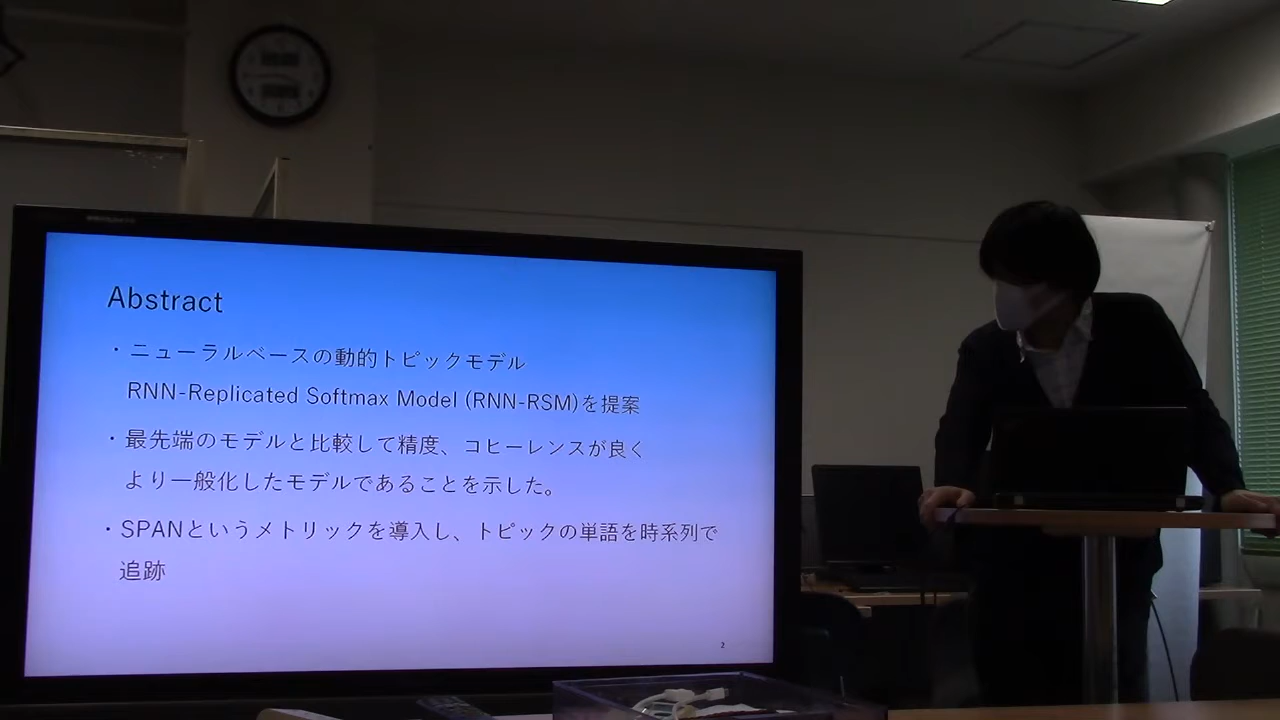 Abstract
・ニューラルベースの動的トピックモデル
RNN-Replicated Softmax Model (RNN-RSM)を提案
・最先端のモデルと比較して精度、コヒーレンスが良く
より一般化したモデルであることを示した。
・SPANというメトリックを導入し、トピックの単語を時系列で
追跡
2